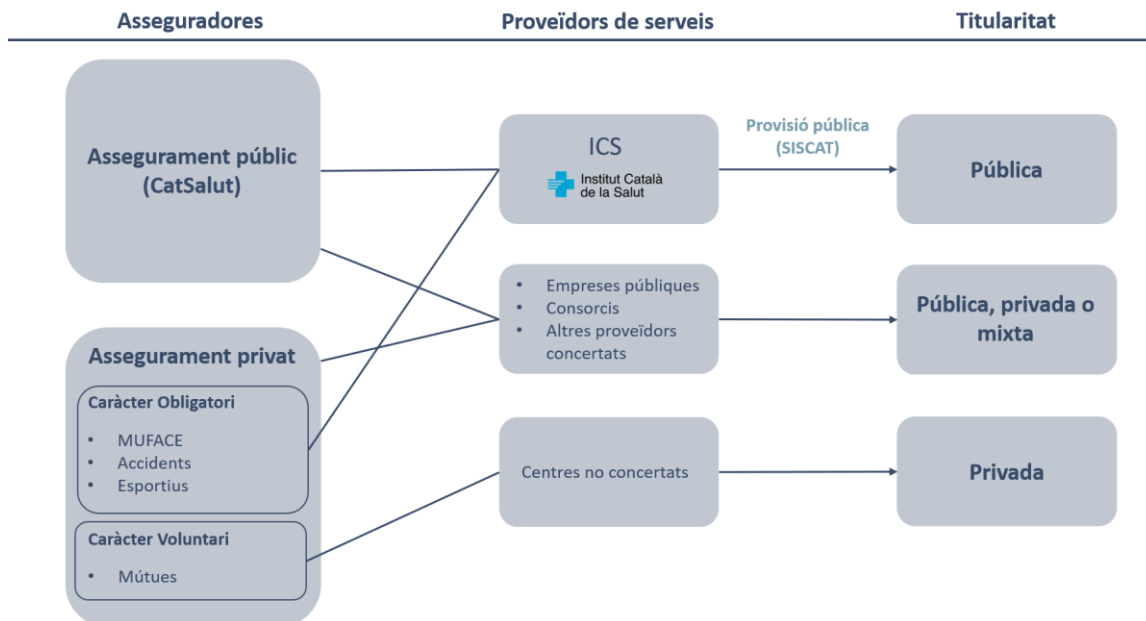 Asseguradores
Proveïdors de serveis
Titularitat
Assegurament públic
(CatSalut)
ICS
Institut Català
de la Salut
Provisió pública
(SISCAT)
Pública
• Empreses públiques
• Consorcis
• Altres proveïdors
concertats
Pública, privada o
mixta
Assegurament privat
Caràcter Obligatori
• MUFACE
• Accidents
• Esportius
Caràcter Voluntari
• Mútues
Centres no concertats
Privada